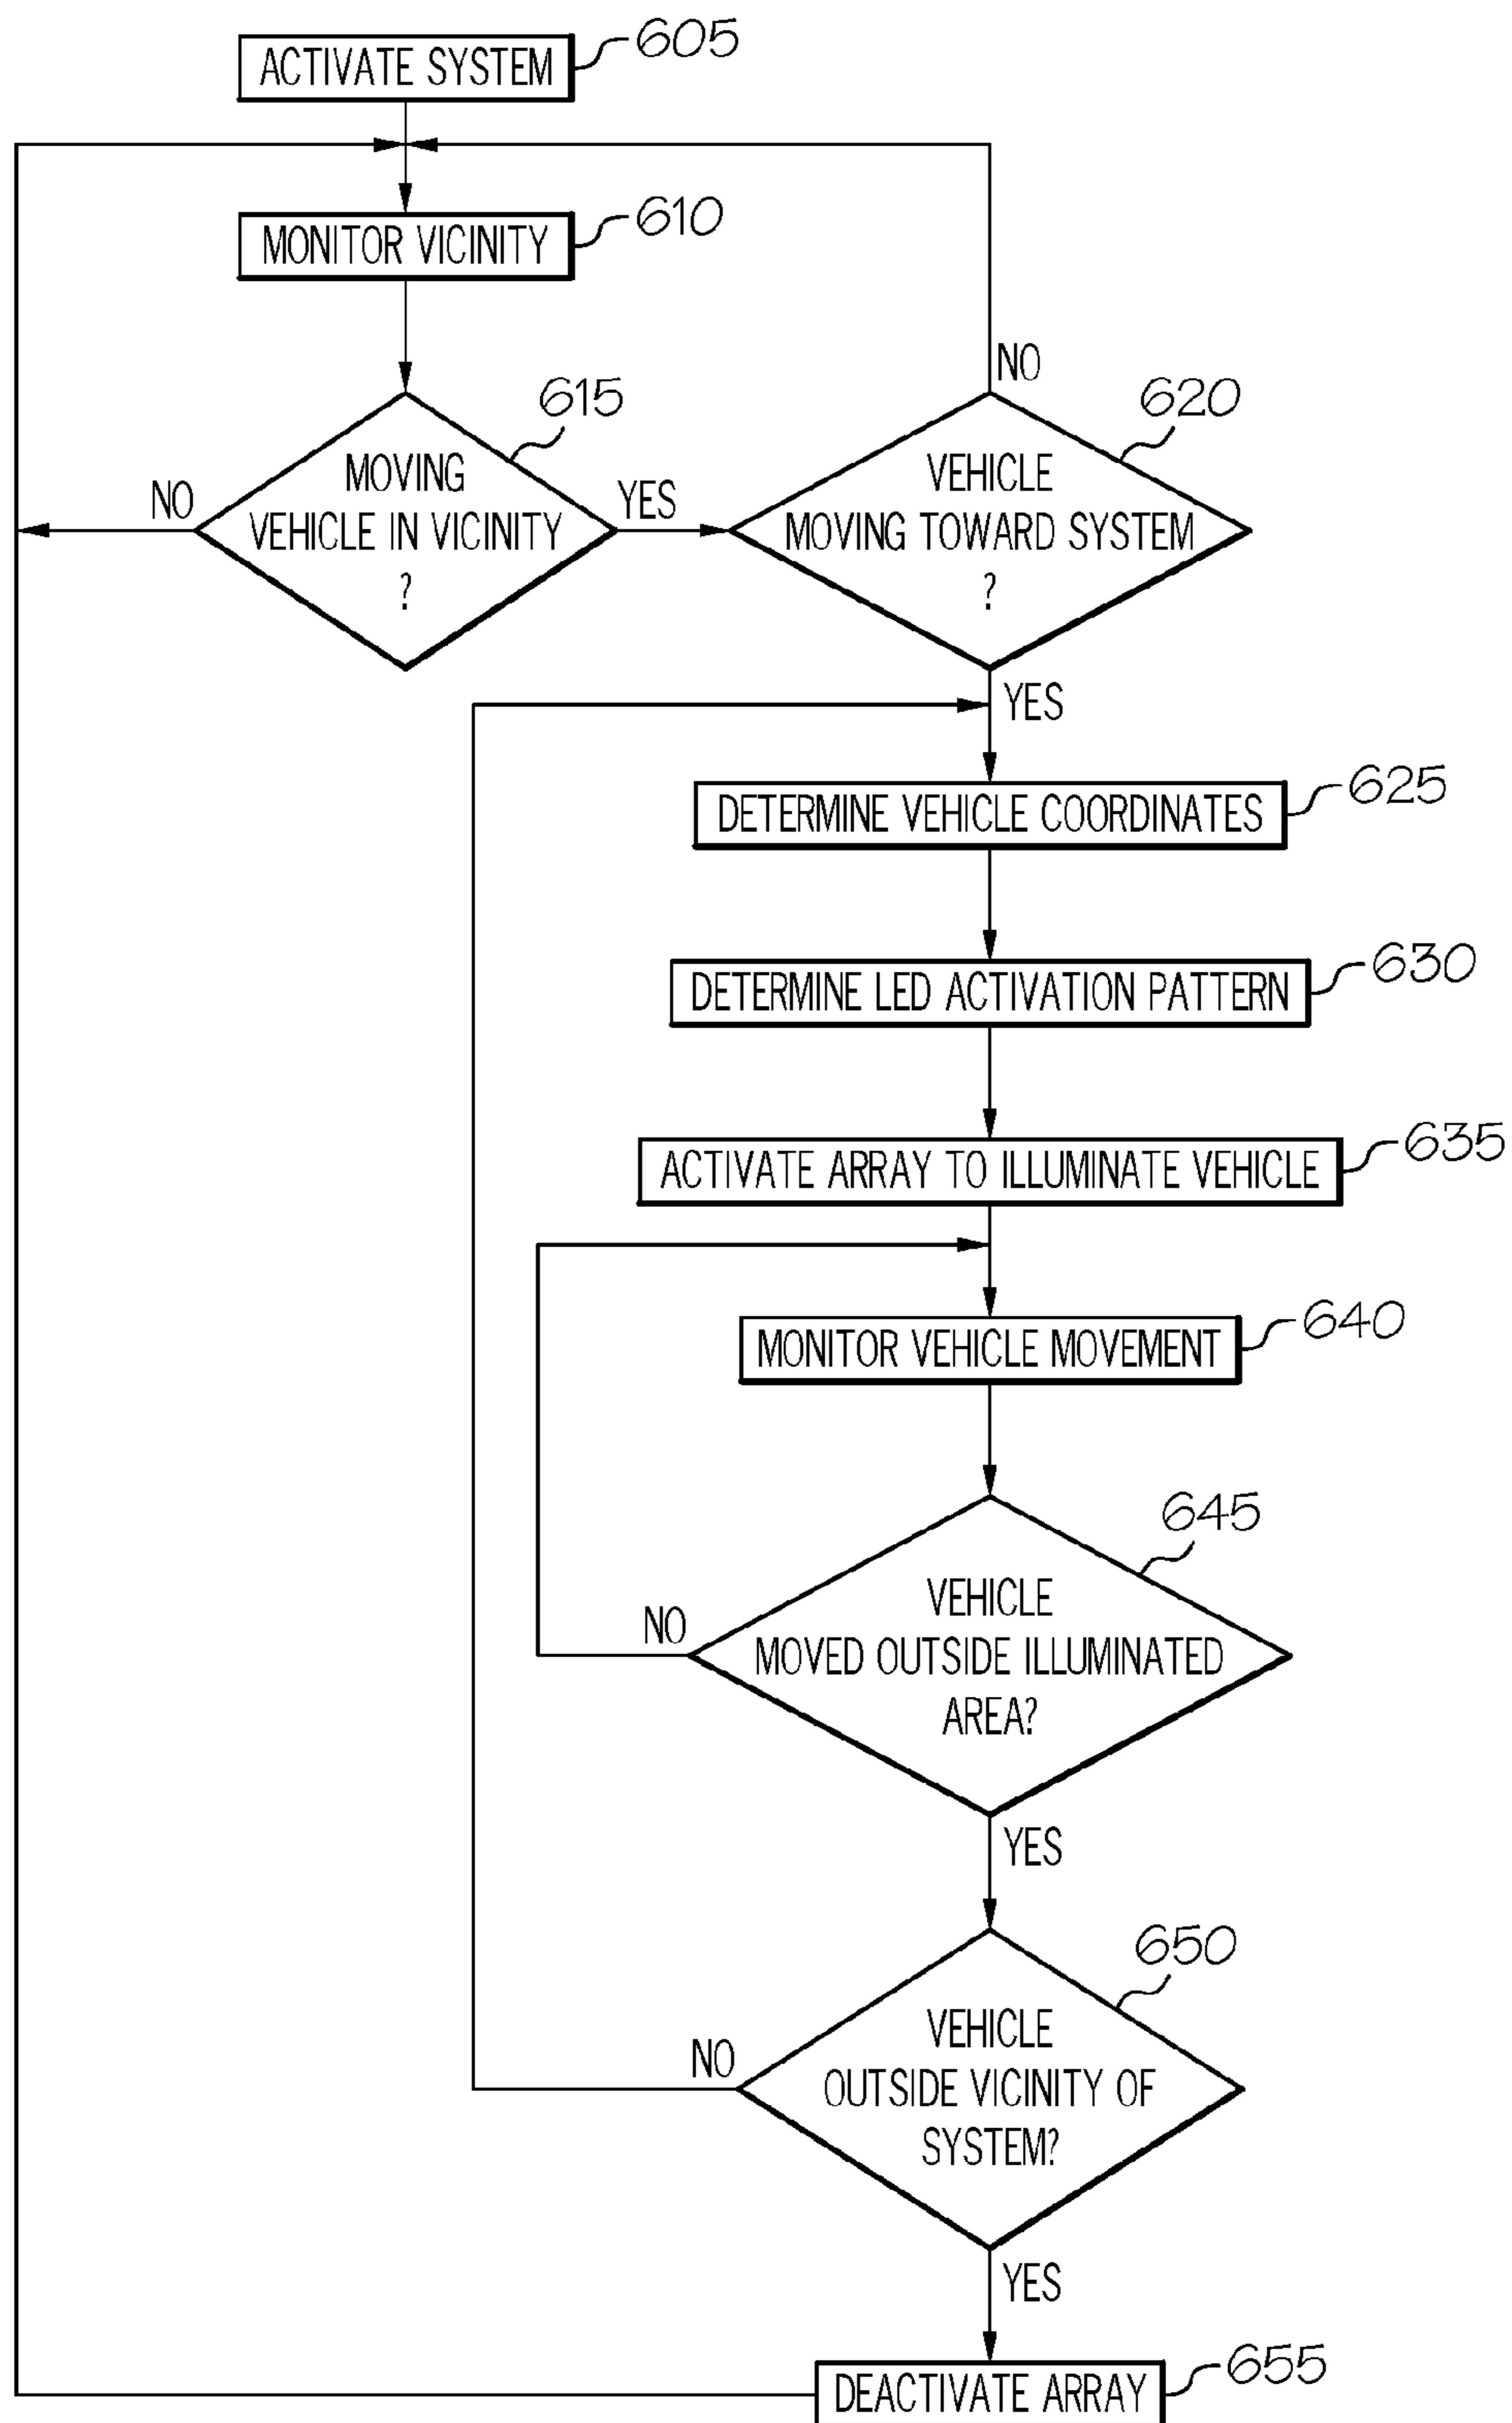 ACTIVATE SYSTEM
605
MONITOR VICINITY
610
615
MOVING
VEHICLE IN VICINITY
?
NO
YES
620
NO
VEHICLE
MOVING TOWARD SYSTEM
?
YES
DETERMINE VEHICLE COORDINATES
625
DETERMINE LED ACTIVATION PATTERN
630
ACTIVATE ARRAY TO ILLUMINATE VEHICLE
635
MONITOR VEHICLE MOVEMENT
640
645
VEHICLE
MOVED OUTSIDE ILLUMINATED
AREA?
NO
YES
650
VEHICLE
OUTSIDE VICINITY OF
SYSTEM?
NO
YES
DEACTIVATE ARRAY
655